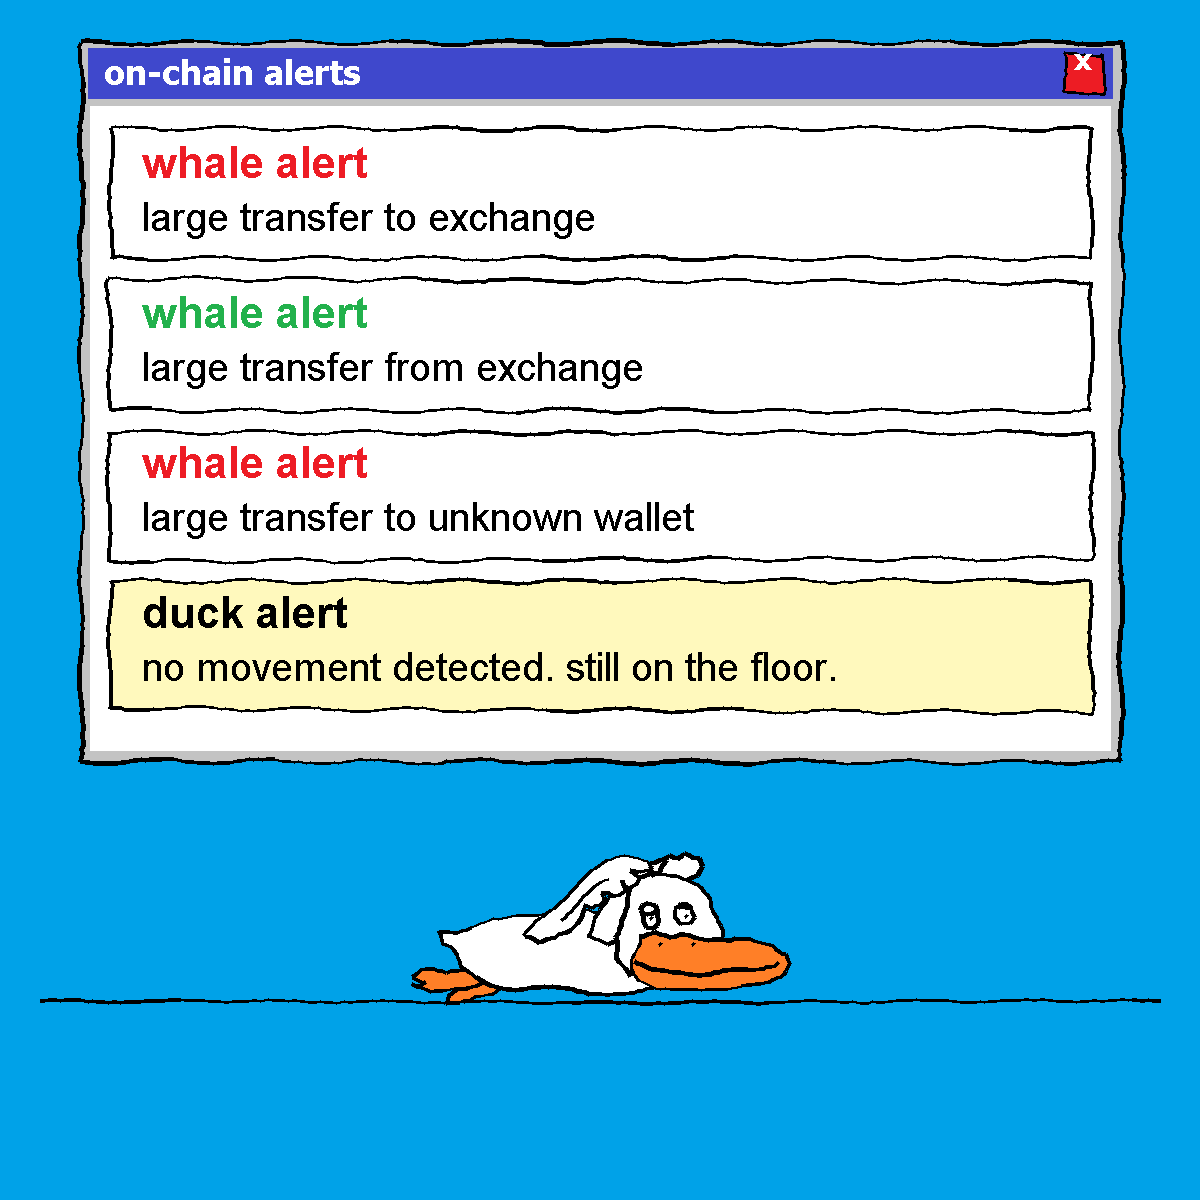 on-chain alerts
x
whale alert
large transfer to exchange
whale alert
large transfer from exchange
whale alert
large transfer to unknown wallet
duck alert
no movement detected. still on the floor.